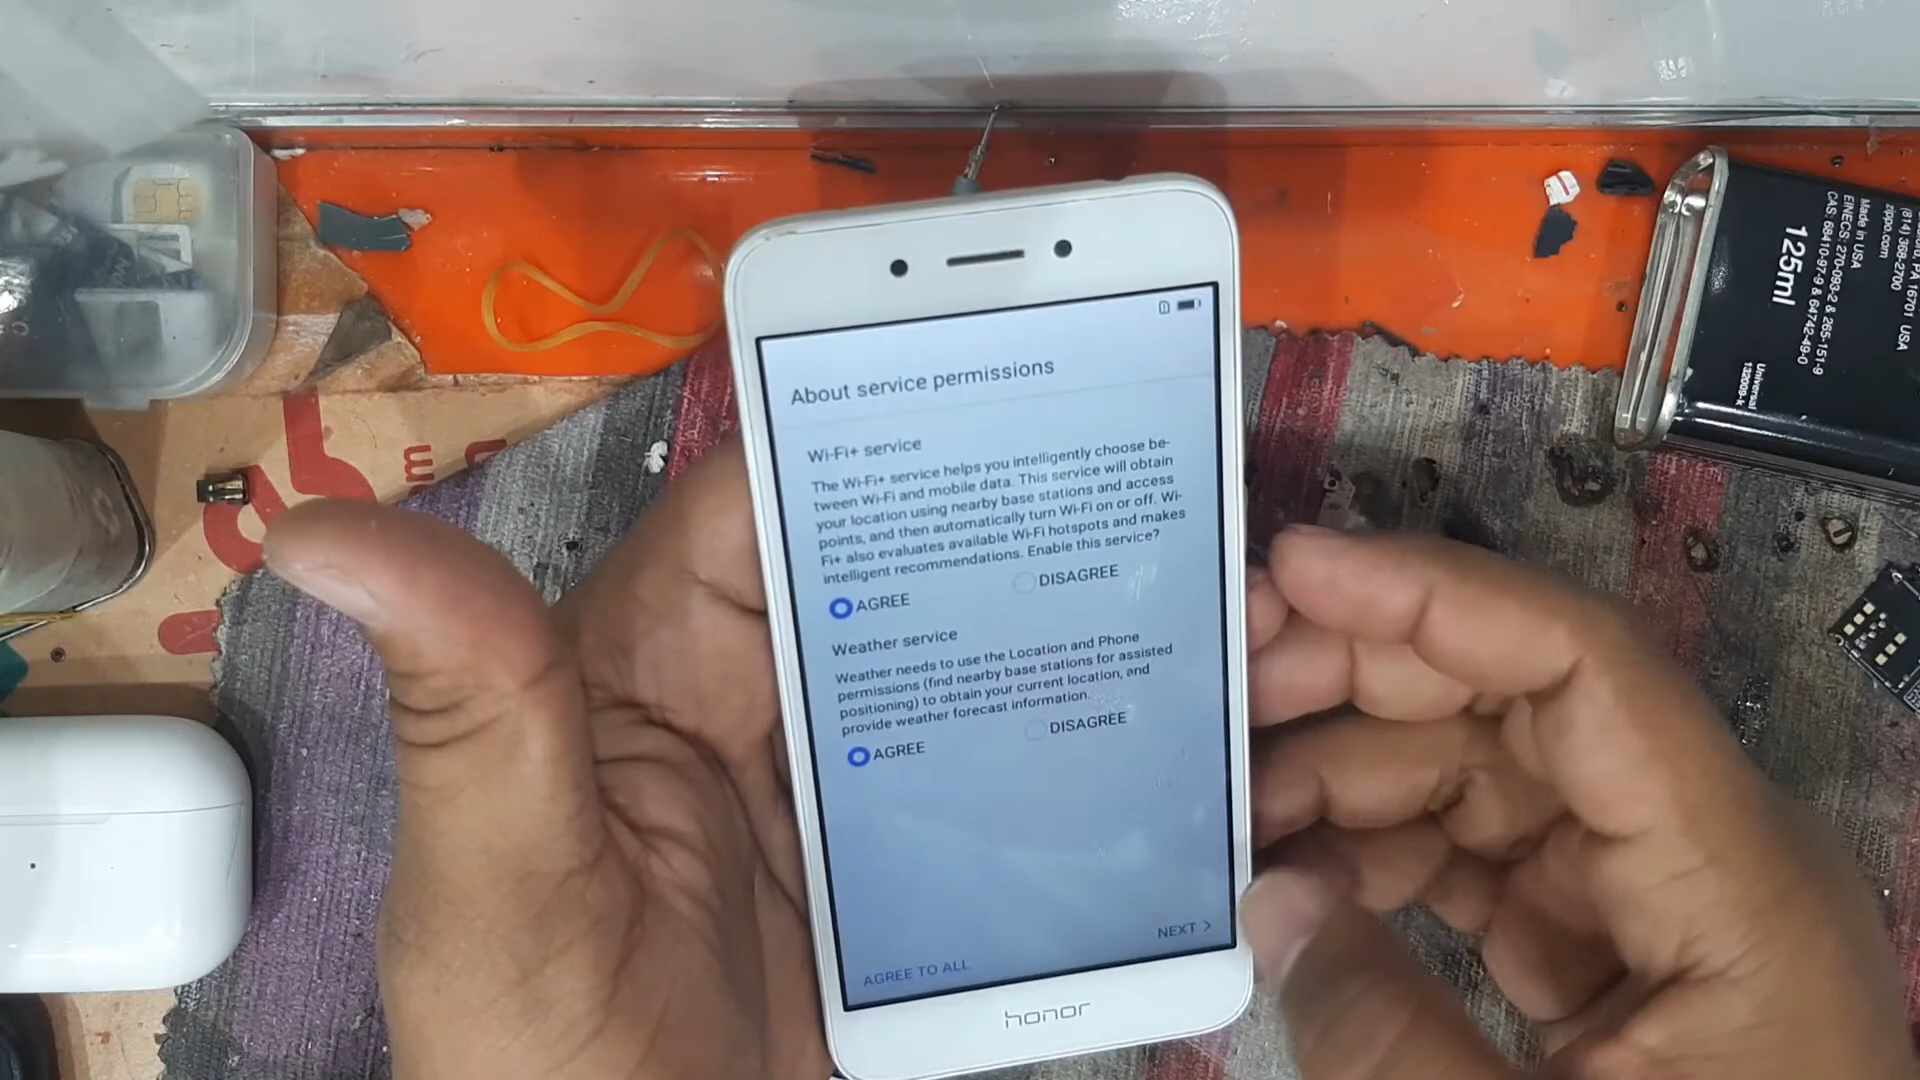 About service permissions
Wi-Fi+ service
The Wi-Fi+ service helps you intelligently choose be-
tween Wi-Fi and mobile data. This service will obtain
your location using nearby base stations and access
points, and then automatically turn Wi-Fi on or off. Wi-
Fi+ also evaluates available Wi-Fi hotspots and makes
intelligent recommendations. Enable this service?
AGREE DISAGREE
Weather service
Weather needs to use the Location and Phone
permissions (find nearby base stations for assisted
positioning) to obtain your current location, and
provide weather forecast information.
AGREE DISAGREE
NEXT >
AGREE TO ALL
honor
PA 16701 USA
(814) 368-2700
zippo.com
Made in USA
EINECS: 270-093-2 & 265-151-9
CAS: 68410-97-9 & 64742-49-0
125ml
Universal
132009-k
m